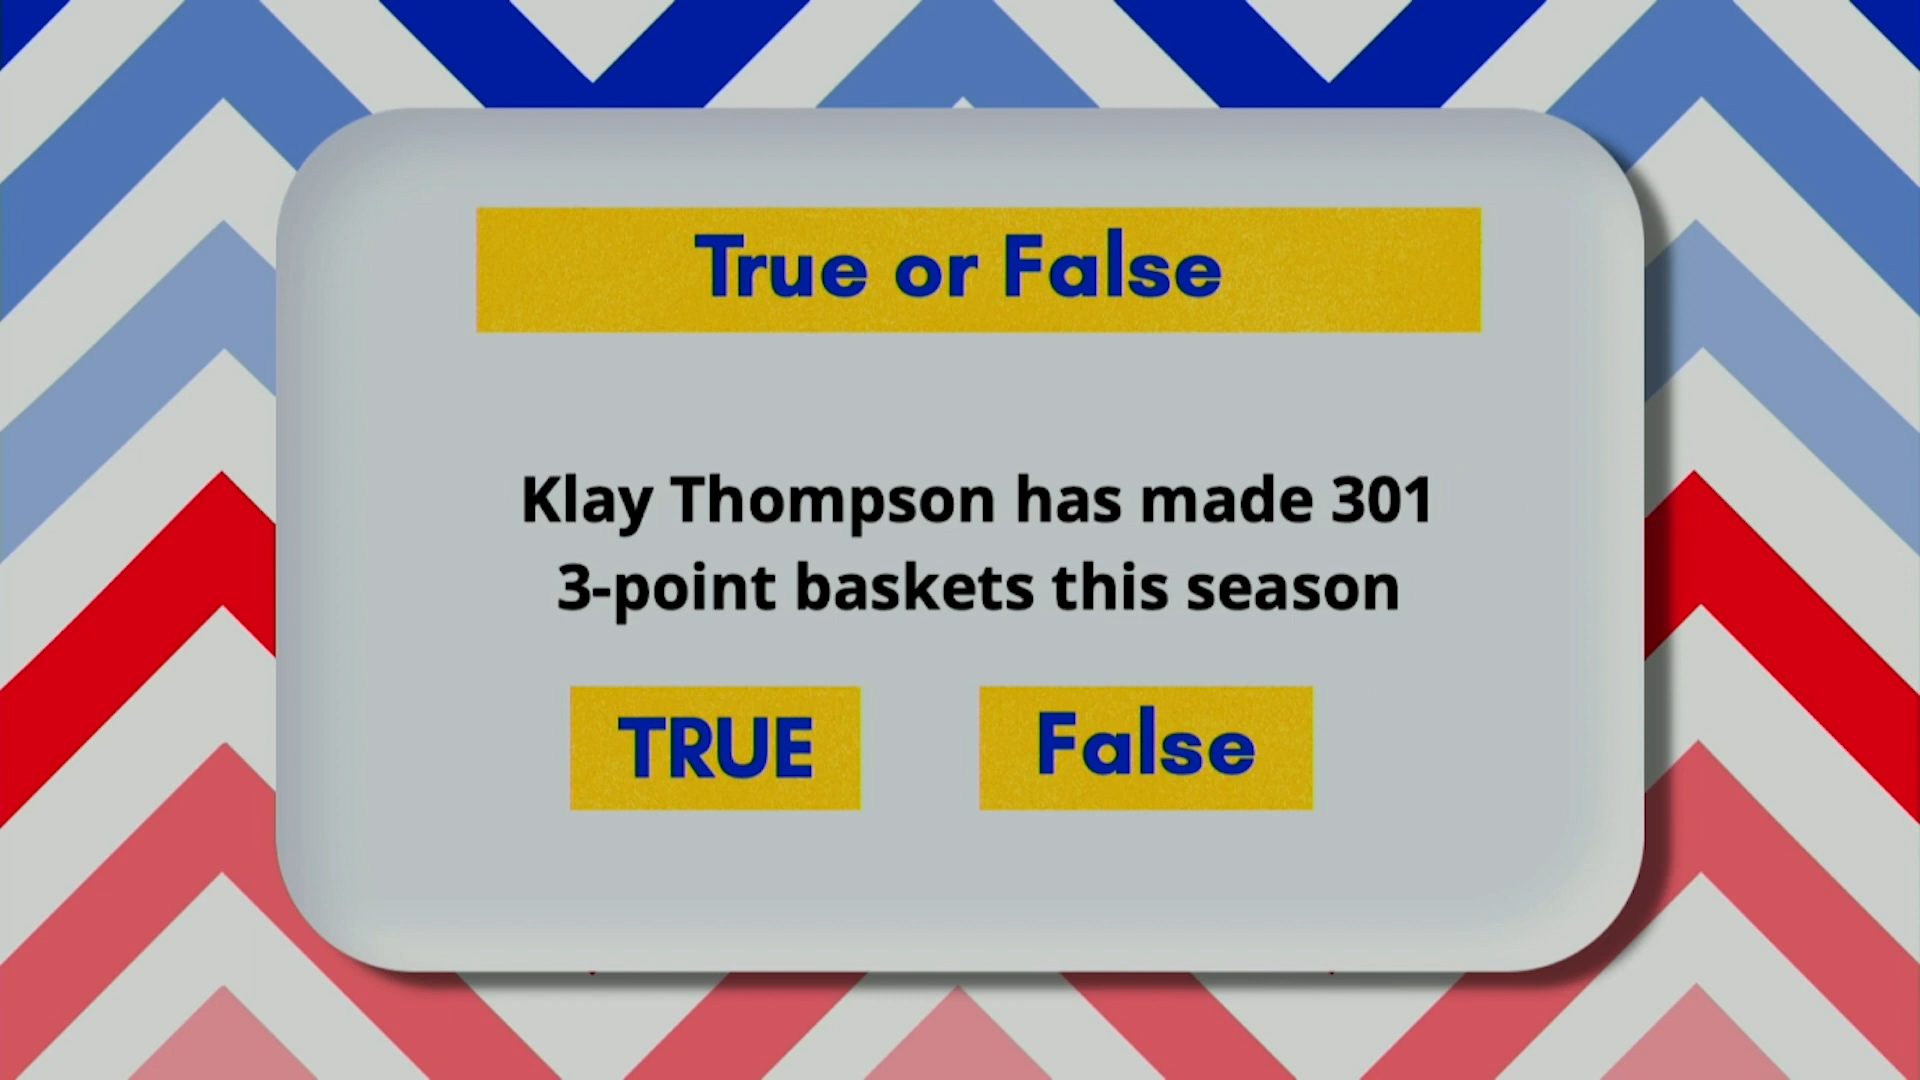 True or False
Klay Thompson has made 301
3-point baskets this season
TRUE
False